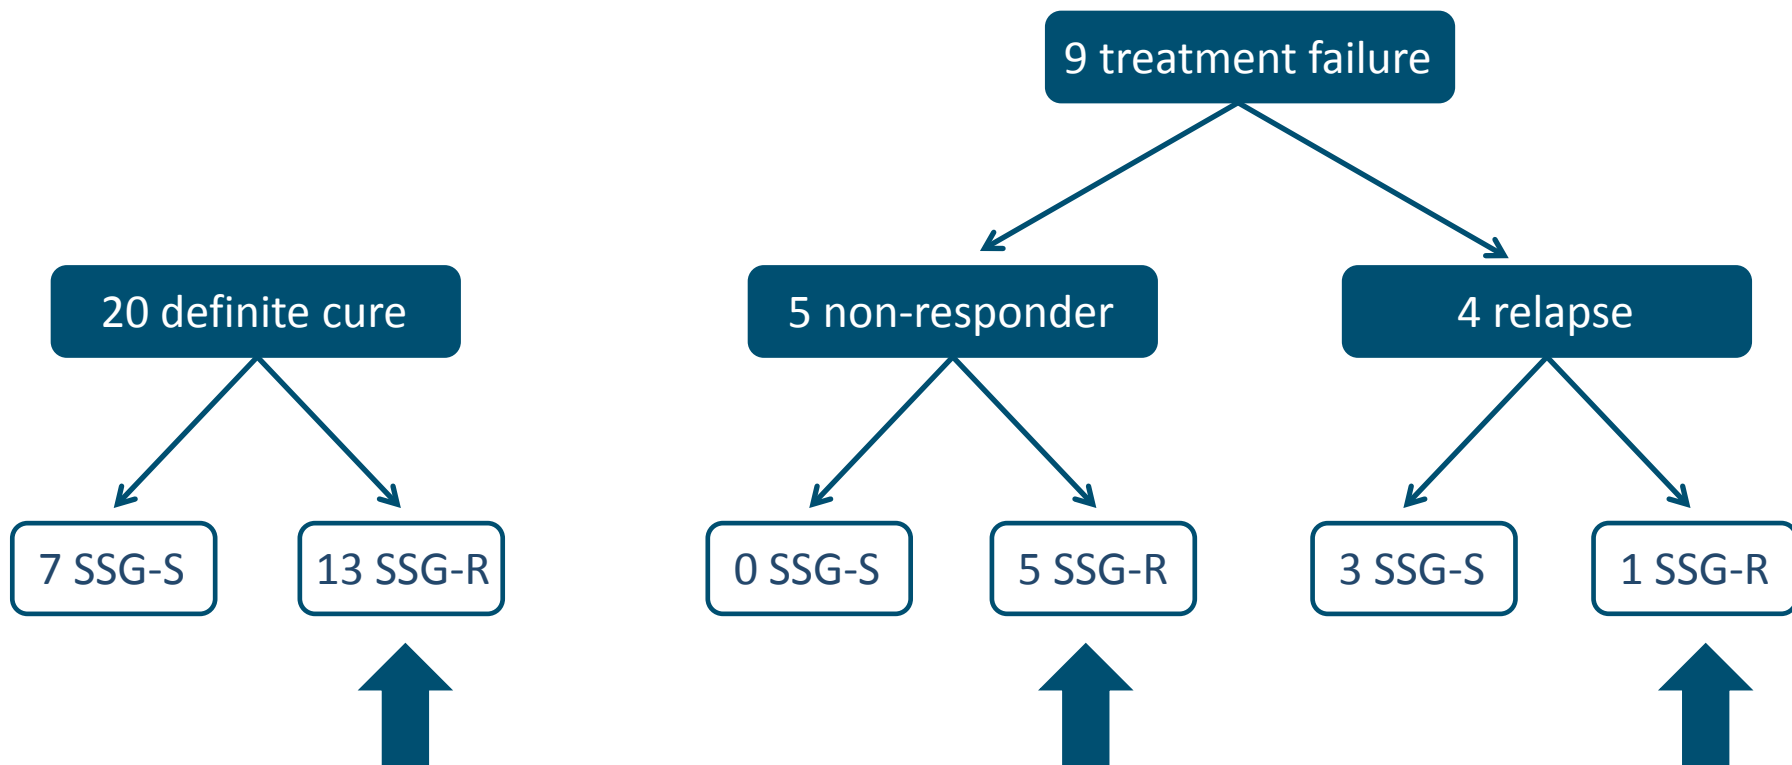 9 treatment failure
20 definite cure
5 non-responder
4 relapse
7 SSG-S
13 SSG-R
0 SSG-S
5 SSG-R
3 SSG-S
1 SSG-R